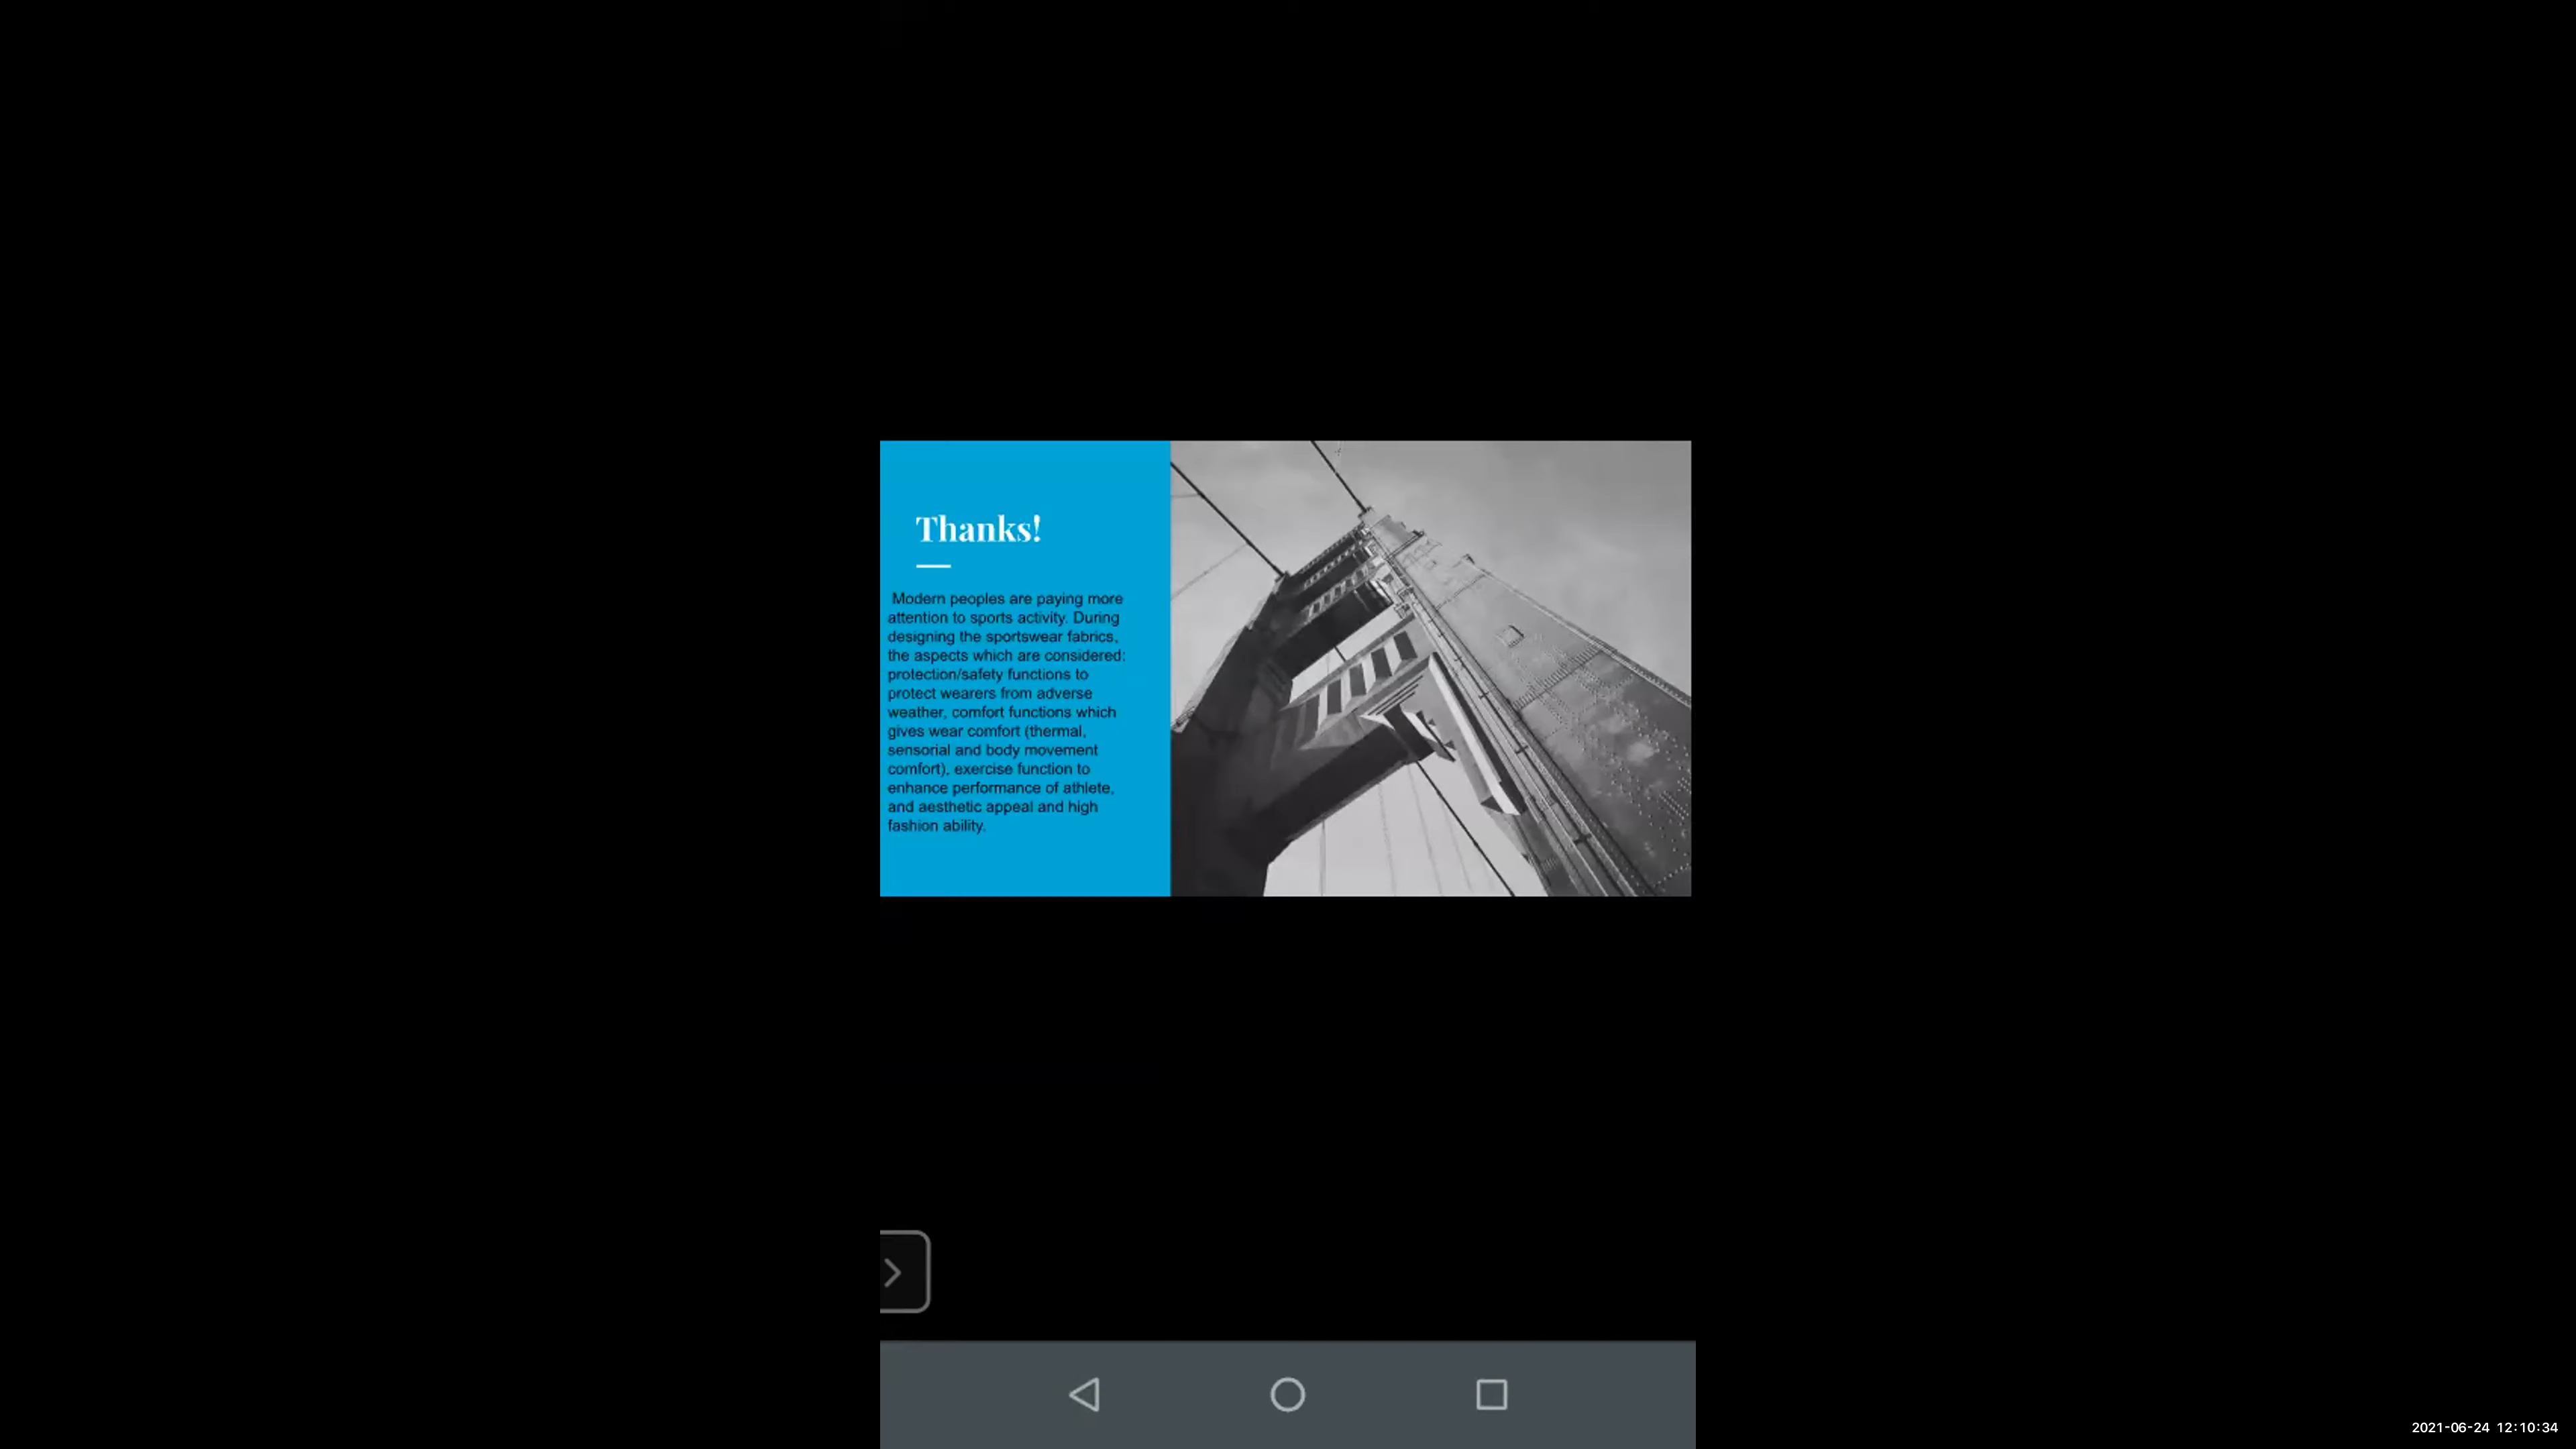 Thanks!
Modern peoples are paying more
attention to sports activity. During
designing the sportswear fabrics,
the aspects which are considered:
protection/safety functions to
protect wearers from adverse
weather, comfort functions which
gives wear comfort (thermal,
sensorial and body movement
comfort), exercise function to
enhance performance of athlete,
and aesthetic appeal and high
fashion ability.
2021-06-24 12:10:34